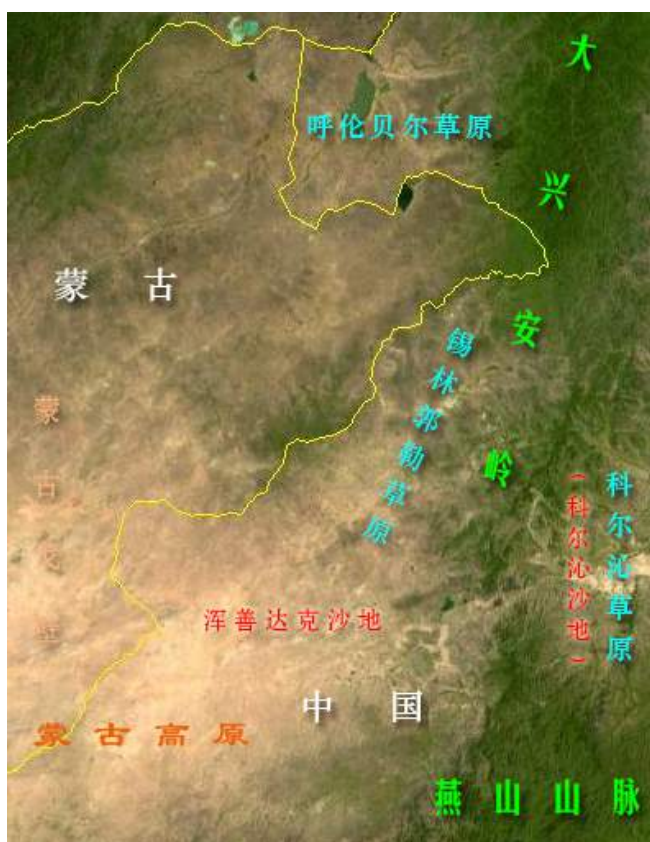 大兴安岭
呼伦贝尔草原
蒙古
锡林郭勒草原
蒙古戈壁
科尔沁草原
(科尔沁沙地)
浑善达克沙地
中国
蒙古高原
燕山山脉